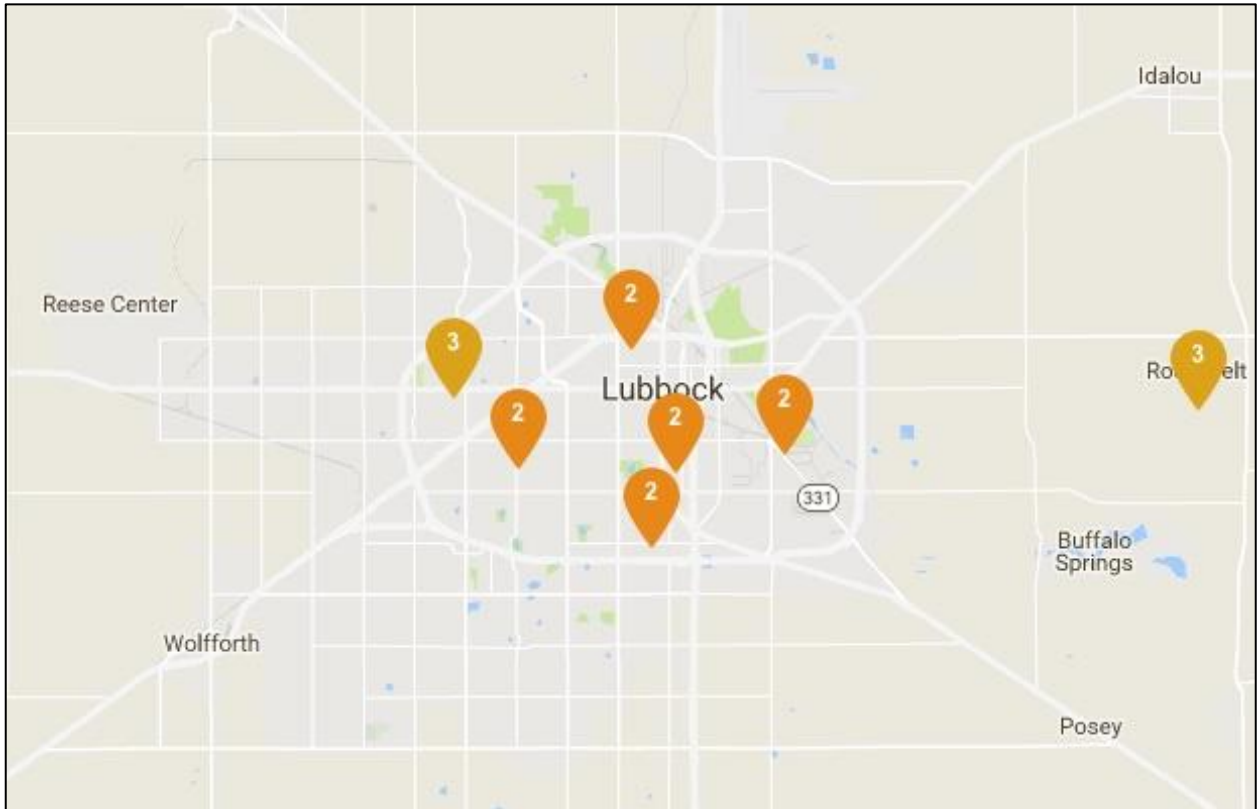 Idalou
Reese Center
2
3
3
Lubbock
2
2
2
2
331
Buffalo
Springs
Wolfforth
Posey